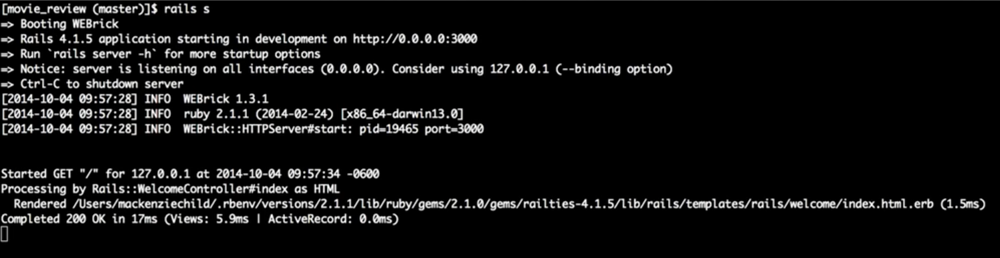 [movie_review (master)]$ rails s
=> Booting WEBrick
=> Rails 4.1.5 application starting in development on http://0.0.0.0:3000
=> Run `rails server -h` for more startup options
=> Notice: server is listening on all interfaces (0.0.0.0). Consider using 127.0.0.1 (--binding option)
=> Ctrl-C to shutdown server
[2014-10-04 09:57:28] INFO  WEBrick 1.3.1
[2014-10-04 09:57:28] INFO  ruby 2.1.1 (2014-02-24) [x86_64-darwin13.0]
[2014-10-04 09:57:28] INFO  WEBrick::HTTPServer#start: pid=19465 port=3000
Started GET "/" for 127.0.0.1 at 2014-10-04 09:57:34 -0600
Processing by Rails::WelcomeController#index as HTML
  Rendered /Users/mackenziechild/.rbenv/versions/2.1.1/lib/ruby/gems/2.1.0/gems/railties-4.1.5/lib/rails/templates/rails/welcome/index.html.erb (1.5ms)
Completed 200 OK in 17ms (Views: 5.9ms | ActiveRecord: 0.0ms)